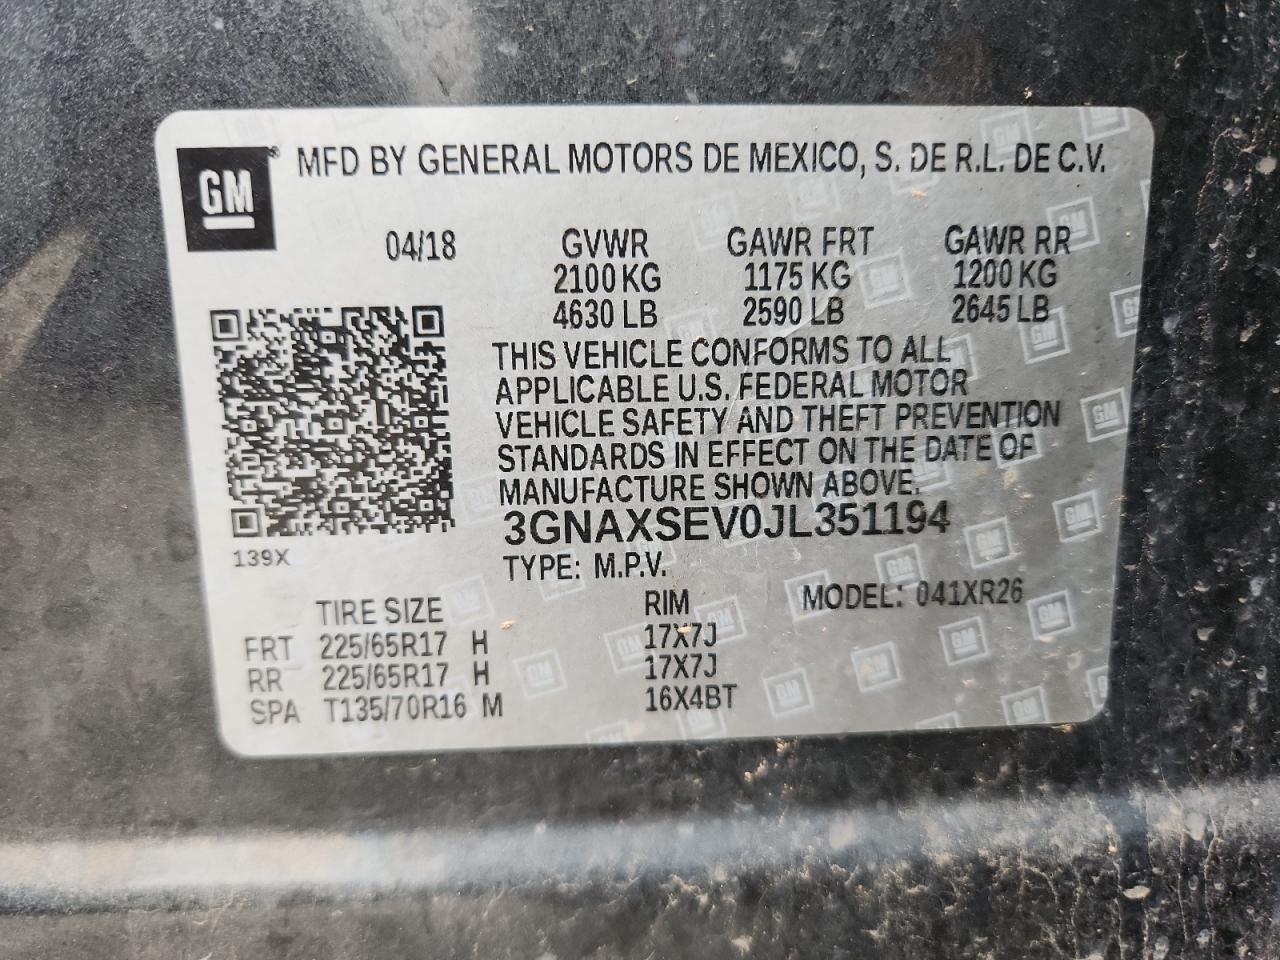 GM ® MFD BY GENERAL MOTORS DE MEXICO, S. DE R.L. DE C.V.
04/18 GVWR GAWR FRT GAWR RR
2100 KG 1175 KG 1200 KG
4630 LB 2590 LB 2645 LB
THIS VEHICLE CONFORMS TO ALL
APPLICABLE U.S. FEDERAL MOTOR
VEHICLE SAFETY AND THEFT PREVENTION
STANDARDS IN EFFECT ON THE DATE OF
MANUFACTURE SHOWN ABOVE.
3GNAXSEV0JL351194
139X
TYPE: M.P.V.
TIRE SIZE RIM MODEL: 041XR26
FRT 225/65R17 H 17X7J
RR 225/65R17 H 17X7J
SPA T135/70R16 M 16X4BT